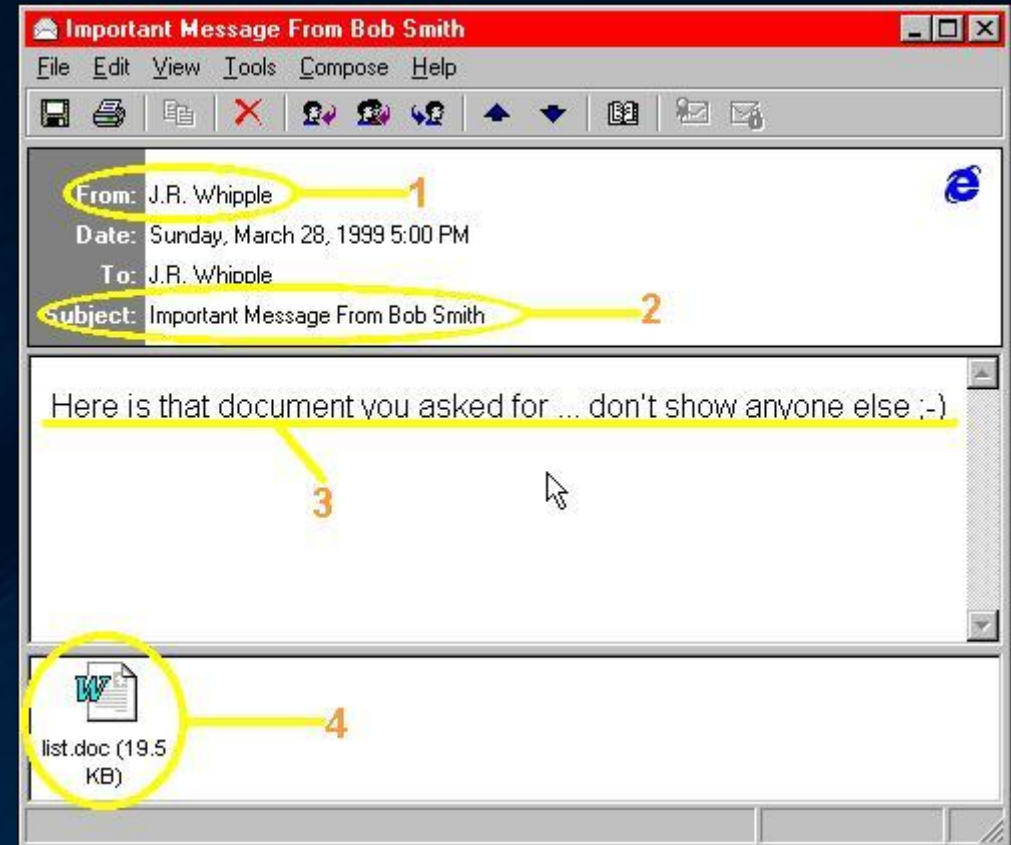 Important Message From Bob Smith
File Edit View Tools Compose Help
From: J.R. Whipple
1
Date: Sunday, March 28, 1999 5:00 PM
To: J.R. Whipple
Subject: Important Message From Bob Smith
2
Here is that document you asked for ... don't show anyone else ;-)
3
W
4
list.doc (19.5
KB)